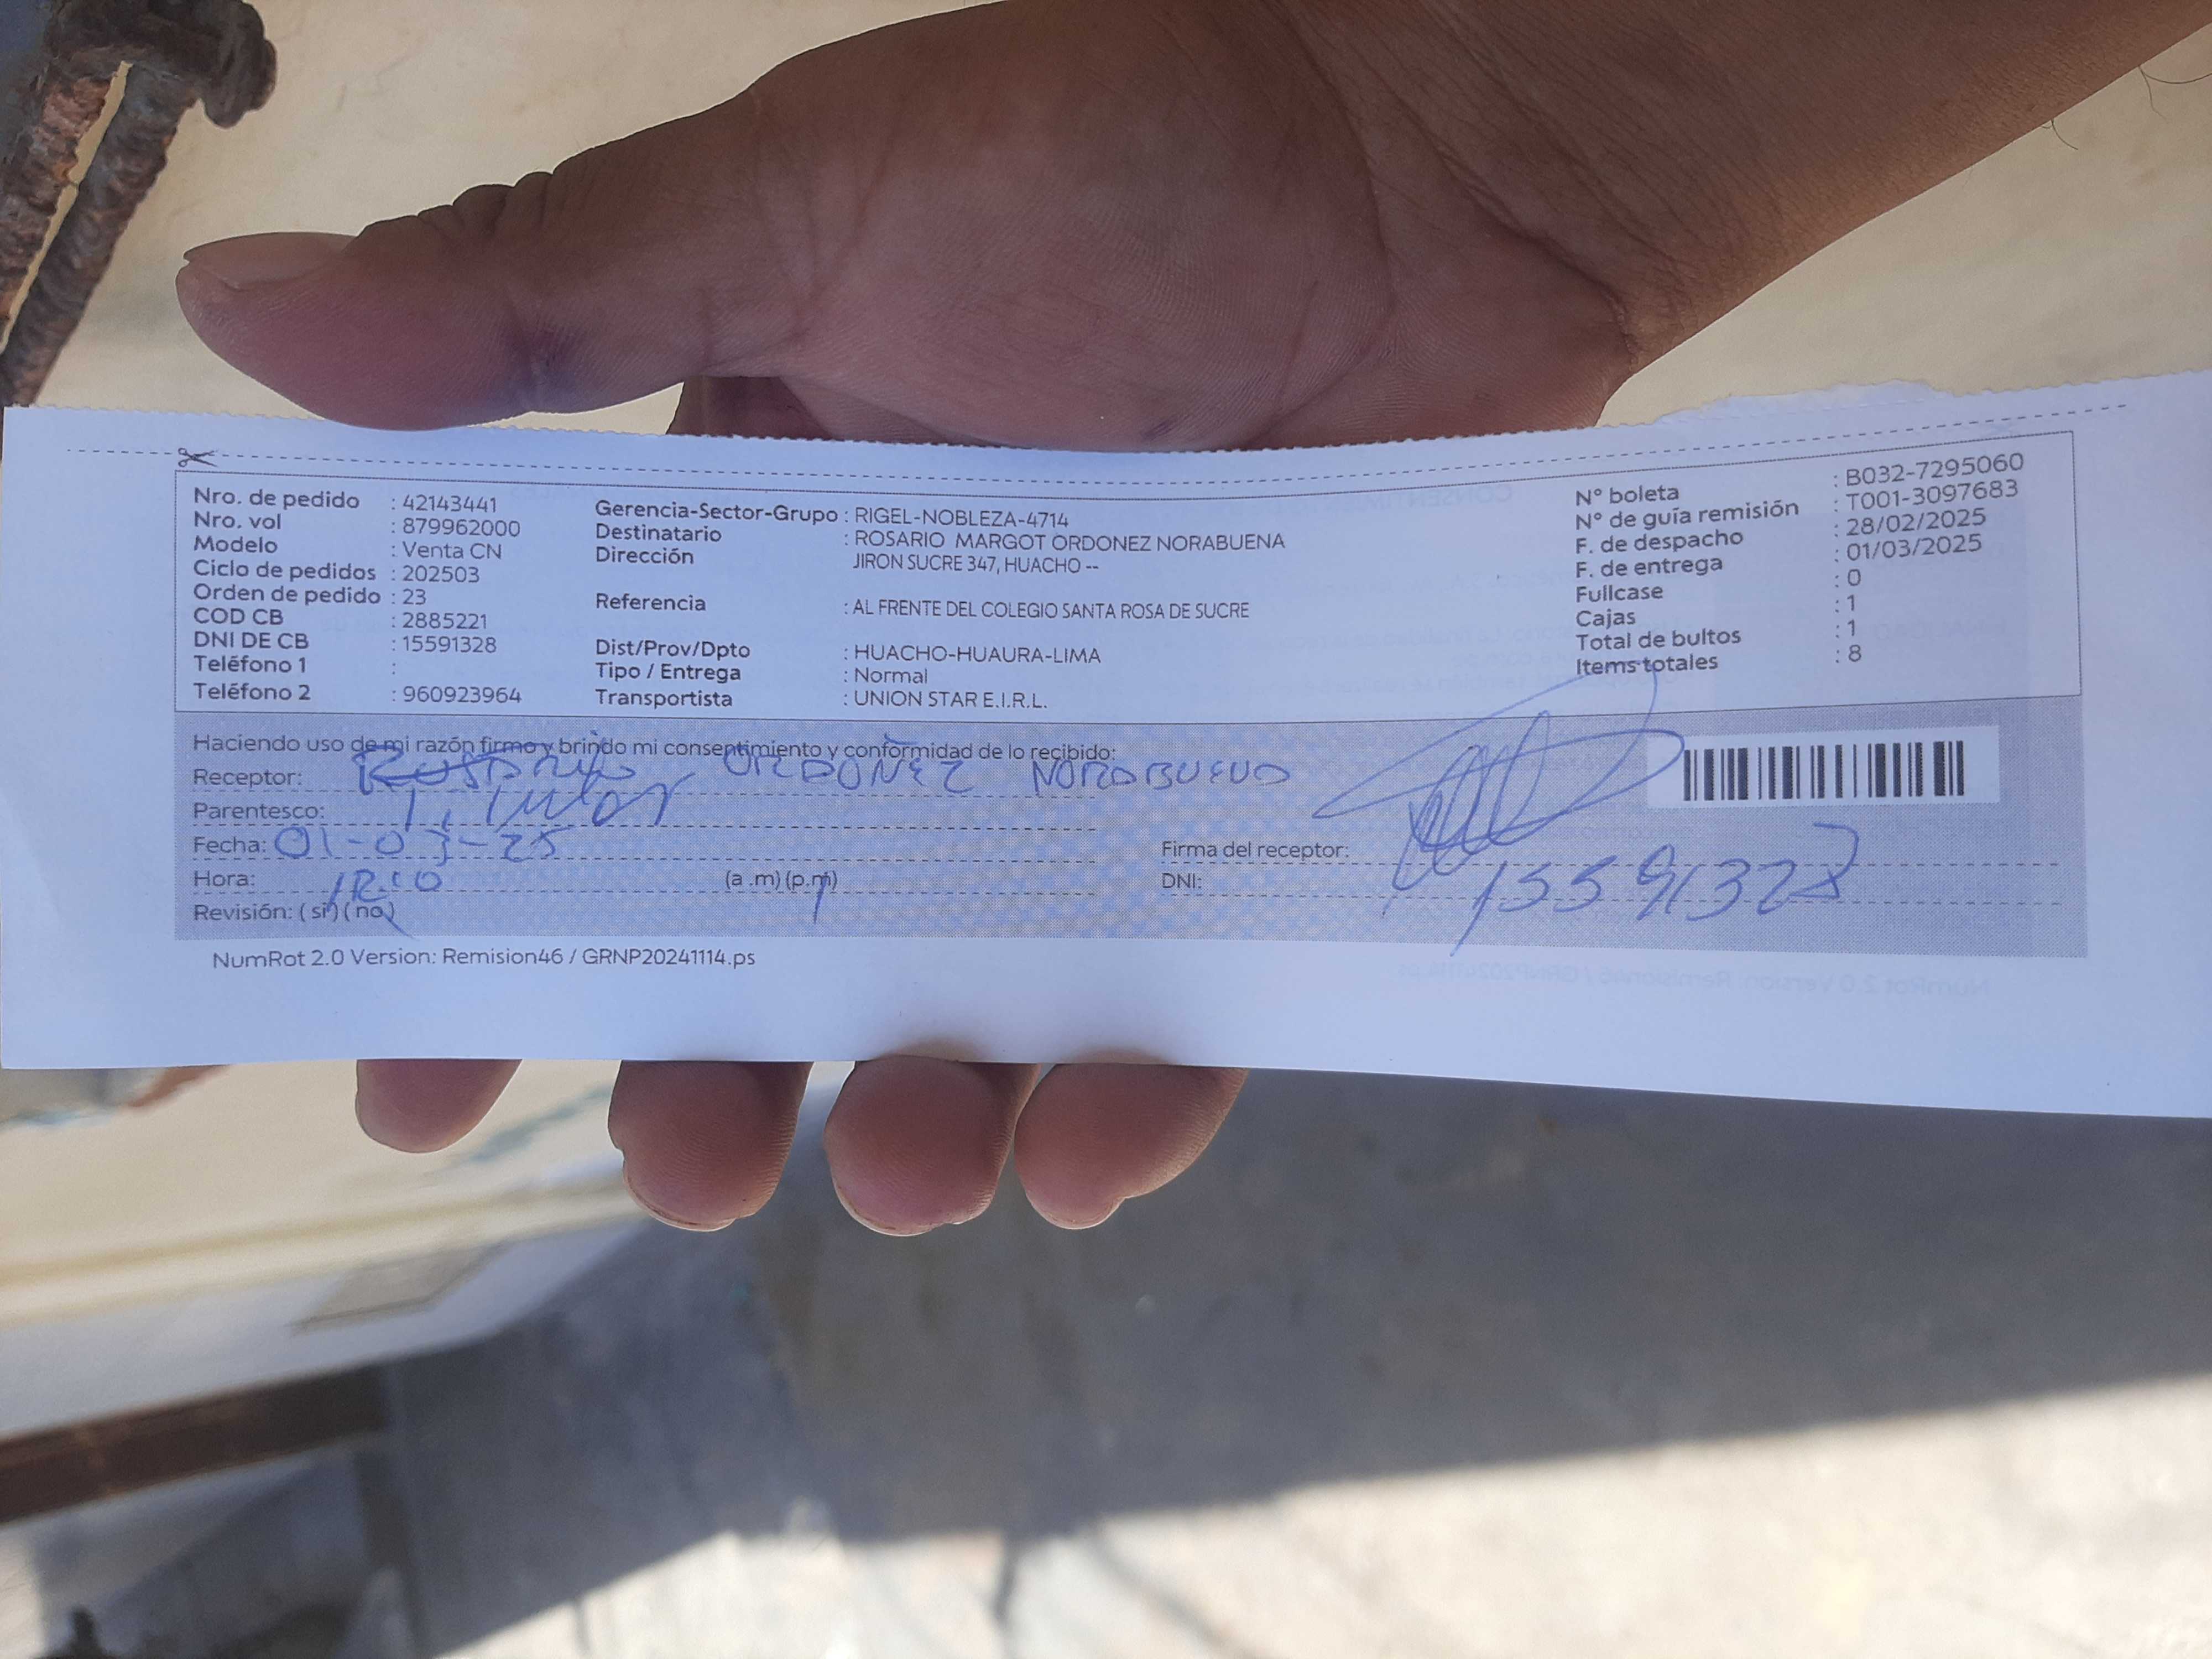 Nro. de pedido : 42143441
Nro. vol : 879962000
Modelo : Venta CN
Ciclo de pedidos : 202503
Orden de pedido : 23
COD CB : 2885221
DNI DE CB : 15591328
Teléfono 1 :
Teléfono 2 : 960923964
Gerencia-Sector-Grupo : RIGEL-NOBLEZA-4714
Destinatario : ROSARIO MARGOT ORDONEZ NORABUENA
Dirección JIRON SUCRE 347, HUACHO --
Referencia : AL FRENTE DEL COLEGIO SANTA ROSA DE SUCRE
Dist/Prov/Dpto : HUACHO-HUAURA-LIMA
Tipo / Entrega : Normal
Transportista : UNION STAR E.I.R.L.
N° boleta : B032-7295060
N° de guía remisión : T001-3097683
F. de despacho : 28/02/2025
F. de entrega : 01/03/2025
Fullcase : 0
Cajas : 1
Total de bultos : 1
Items totales : 8
Haciendo uso de mi razón firmo y brindo mi consentimiento y conformidad de lo recibido:
Receptor: ORDOÑEZ
Parentesco: Titular
Fecha: 01-03-25
Hora: (a .m) (p.m)
Revisión: ( si ) ( no )
Firma del receptor:
DNI: 15591328
NumRot 2.0 Version: Remision46 / GRNP20241114.ps